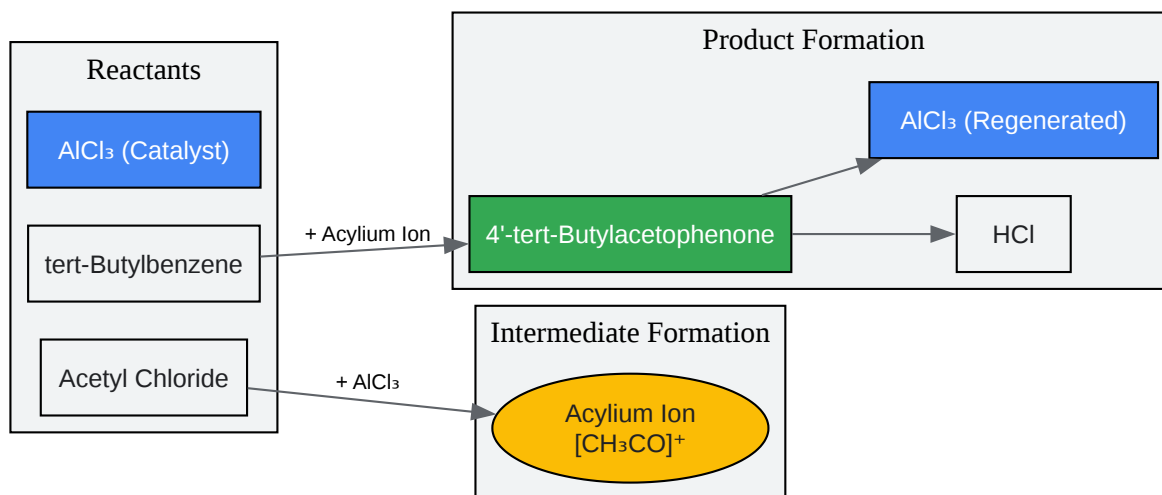 Reactants
AlCl₃ (Catalyst)
tert-Butylbenzene
Acetyl Chloride
+ Acylium Ion
+ AlCl₃
Product Formation
AlCl₃ (Regenerated)
4'-tert-Butylacetophenone
HCl
Intermediate Formation
Acylium Ion
[CH₃CO]⁺